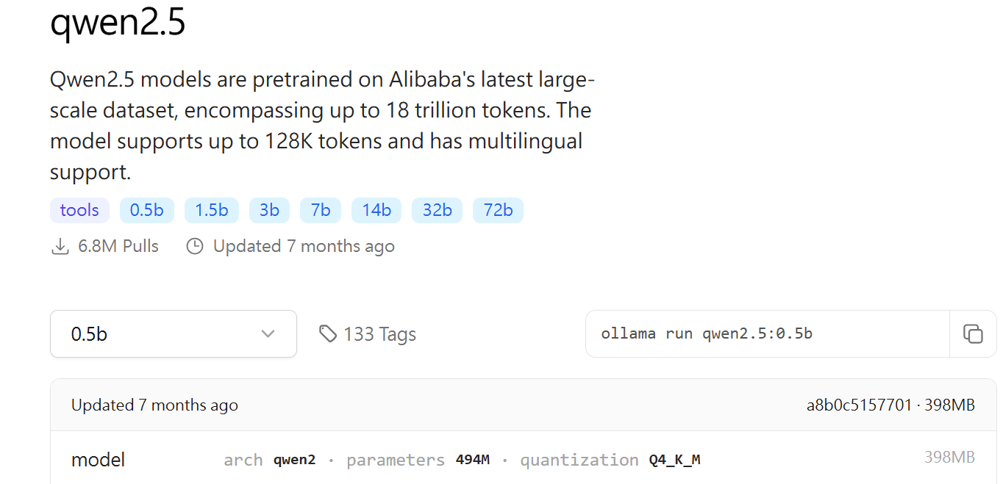 qwen2.5
Qwen2.5 models are pretrained on Alibaba's latest large-
scale dataset, encompassing up to 18 trillion tokens. The
model supports up to 128K tokens and has multilingual
support.
tools 0.5b 1.5b 3b 7b 14b 32b 72b
6.8M Pulls Updated 7 months ago
0.5b 133 Tags ollama run qwen2.5:0.5b
Updated 7 months ago a8b0c5157701 · 398MB
model arch qwen2 · parameters 494M · quantization Q4_K_M 398MB